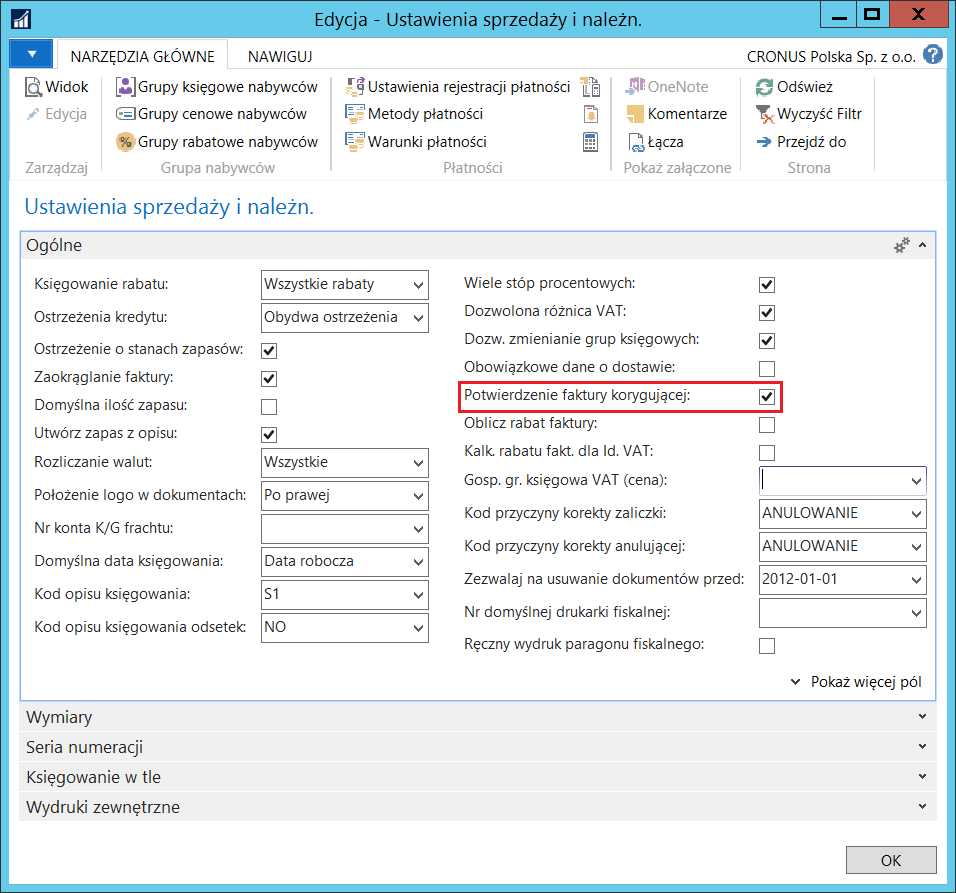 Edycja - Ustawienia sprzedaży i należn.
NARZĘDZIA GŁÓWNE
NAWIGUJ
CRONUS Polska Sp. z o.o.
Widok
Edycja
Zarządzaj
Grupy księgowe nabywców
Grupy cenowe nabywców
Grupy rabatowe nabywców
Grupa nabywców
Ustawienia rejestracji płatności
Metody płatności
Warunki płatności
Płatności
OneNote
Komentarze
Łącza
Pokaż załączone
Odśwież
Wyczyść Filtr
Przejdź do
Strona
Ustawienia sprzedaży i należn.
Ogólne
Księgowanie rabatu: Wszystkie rabaty
Ostrzeżenia kredytu: Obydwa ostrzeżenia
Ostrzeżenie o stanach zapasów:
Zaokrąglanie faktury:
Domyślna ilość zapasu:
Utwórz zapas z opisu:
Rozliczanie walut: Wszystkie
Położenie logo w dokumentach: Po prawej
Nr konta K/G frachtu:
Domyślna data księgowania: Data robocza
Kod opisu księgowania: S1
Kod opisu księgowania odsetek: NO
Wiele stóp procentowych:
Dozwolona różnica VAT:
Dozw. zmienianie grup księgowych:
Obowiązkowe dane o dostawie:
Potwierdzenie faktury korygującej:
Oblicz rabat faktury:
Kalk. rabatu fakt. dla Id. VAT:
Gosp. gr. księgowa VAT (cena):
Kod przyczyny korekty zaliczki: ANULOWANIE
Kod przyczyny korekty anulującej: ANULOWANIE
Zezwalaj na usuwanie dokumentów przed: 2012-01-01
Nr domyślnej drukarki fiskalnej:
Ręczny wydruk paragonu fiskalnego:
Pokaż więcej pól
Wymiary
Seria numeracji
Księgowanie w tle
Wydruki zewnętrzne
OK